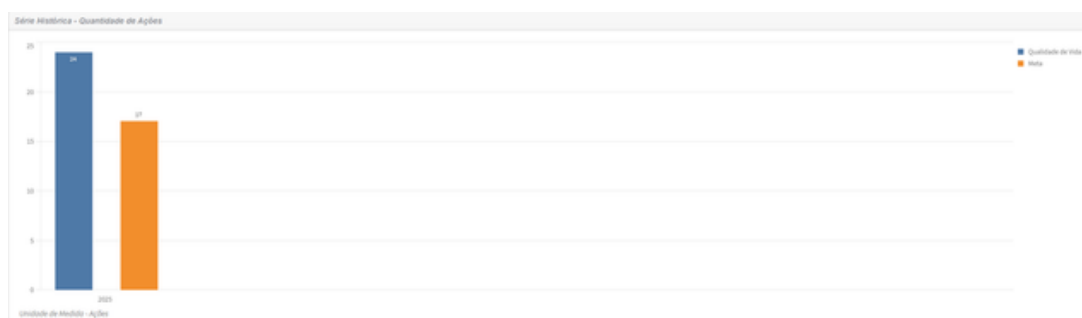 Série Histórica - Quantidade de Ações
25
24
Qualidade de Vida
Meta
20
17
15
10
5
0
2025
Unidade de Medida - Ações